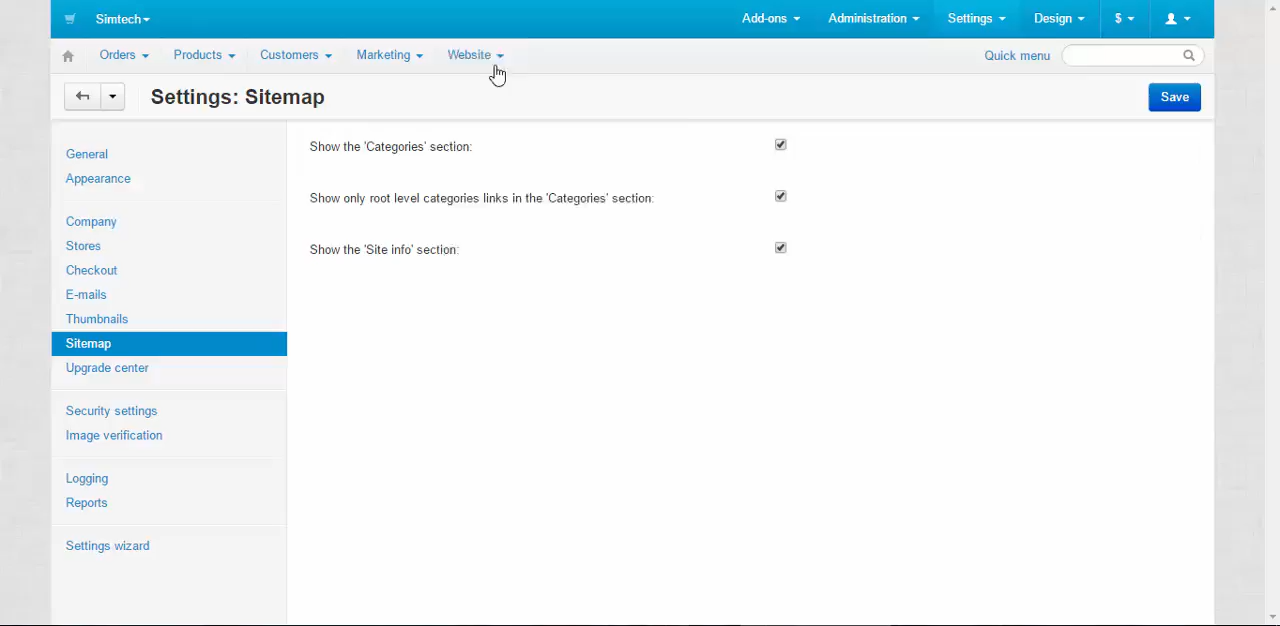 Simtech Add-ons Administration Settings Design $
Orders Products Customers Marketing Website Quick menu
Settings: Sitemap Save
General
Appearance
Company
Stores
Checkout
E-mails
Thumbnails
Sitemap
Upgrade center
Security settings
Image verification
Logging
Reports
Settings wizard
Show the 'Categories' section:
Show only root level categories links in the 'Categories' section:
Show the 'Site info' section: